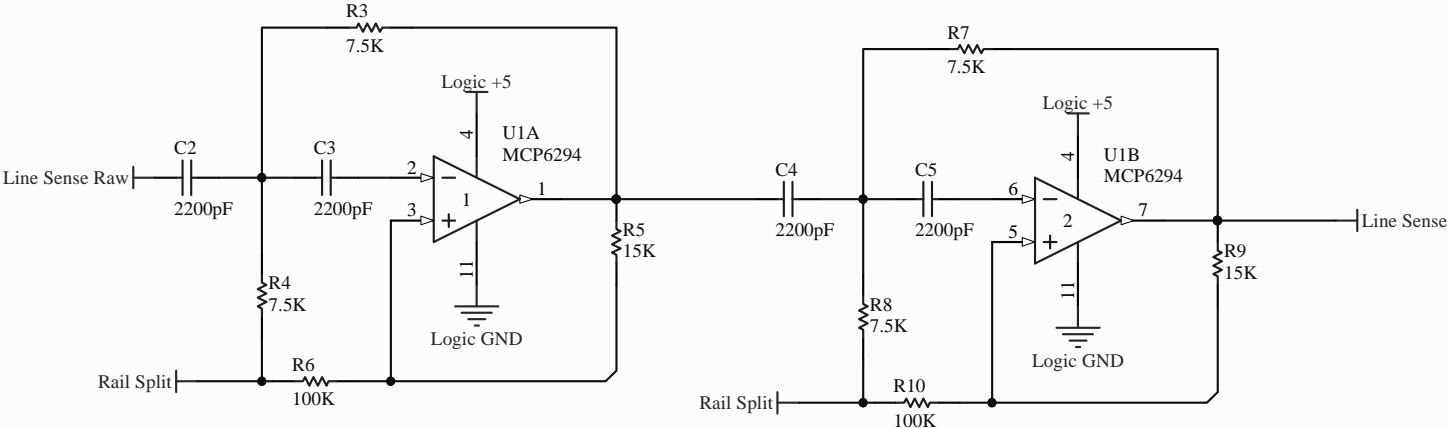 R3
7.5K
R7
7.5K
Logic +5
Logic +5
4
U1A
MCP6294
4
U1B
MCP6294
C2
C3
2
Line Sense Raw
2200pF
2200pF
1
1
3
C4
C5
6
2200pF
2200pF
2
7
5
Line Sense
R5
15K
R9
15K
11
11
R4
7.5K
R8
7.5K
Logic GND
Logic GND
R6
Rail Split
100K
R10
Rail Split
100K